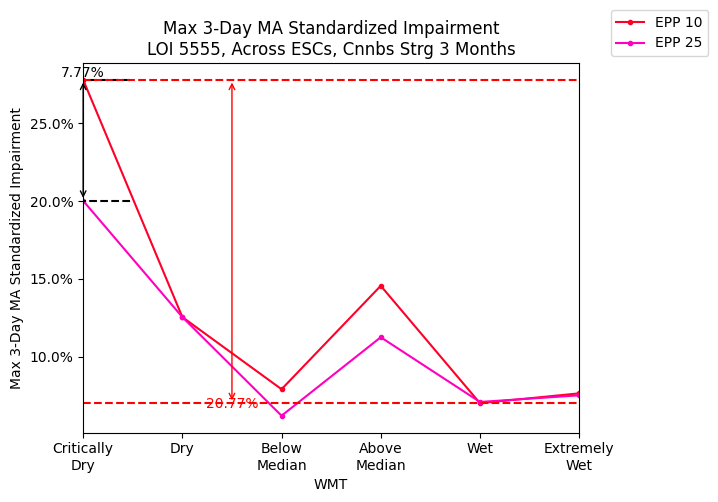 Max 3-Day MA Standardized Impairment
LOI 5555, Across ESCs, Cnnbs Strg 3 Months
EPP 10
EPP 25
7.77%
25.0%
20.0%
15.0%
10.0%
Max 3-Day MA Standardized Impairment
20.77%
Critically
Dry
Dry
Below
Median
Above
Median
Wet
Extremely
Wet
WMT